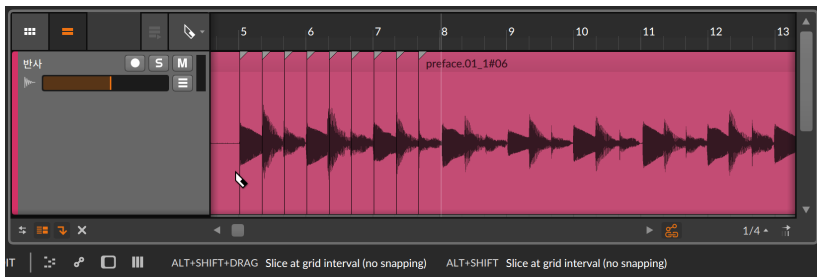 5 6 7 8 9 10 11 12 13
반사 S M
preface.01_1#06
1/4
IT ALT+SHIFT+DRAG Slice at grid interval (no snapping) ALT+SHIFT Slice at grid interval (no snapping)